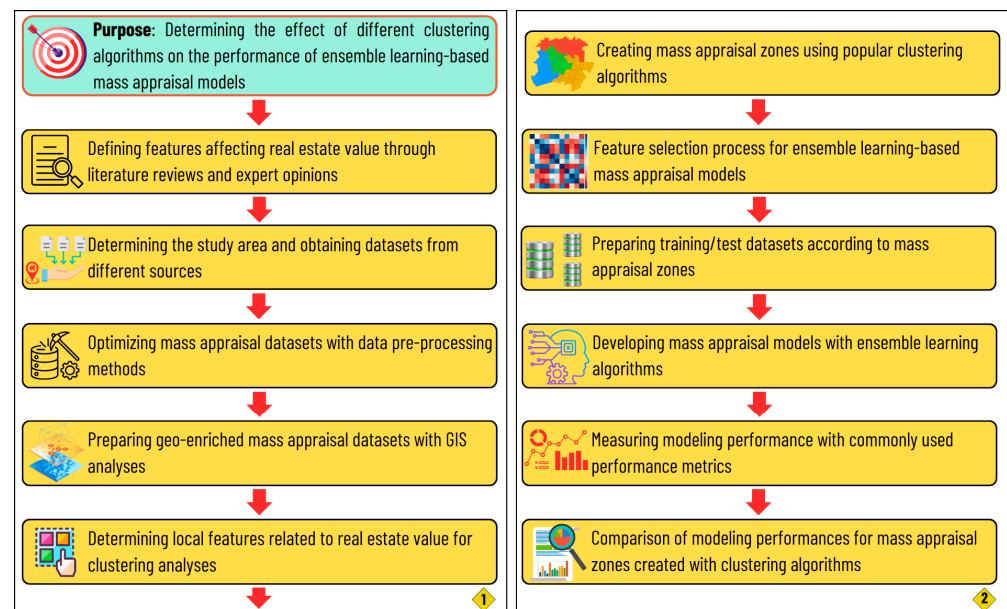 Purpose: Determining the effect of different clustering
algorithms on the performance of ensemble learning-based
mass appraisal models
Defining features affecting real estate value through
literature reviews and expert opinions
Determining the study area and obtaining datasets from
different sources
Optimizing mass appraisal datasets with data pre-processing
methods
Preparing geo-enriched mass appraisal datasets with GIS
analyses
Determining local features related to real estate value for
clustering analyses
1
Creating mass appraisal zones using popular clustering
algorithms
Feature selection process for ensemble learning-based
mass appraisal models
Preparing training/test datasets according to mass
appraisal zones
Developing mass appraisal models with ensemble learning
algorithms
Measuring modeling performance with commonly used
performance metrics
Comparison of modeling performances for mass appraisal
zones created with clustering algorithms
2